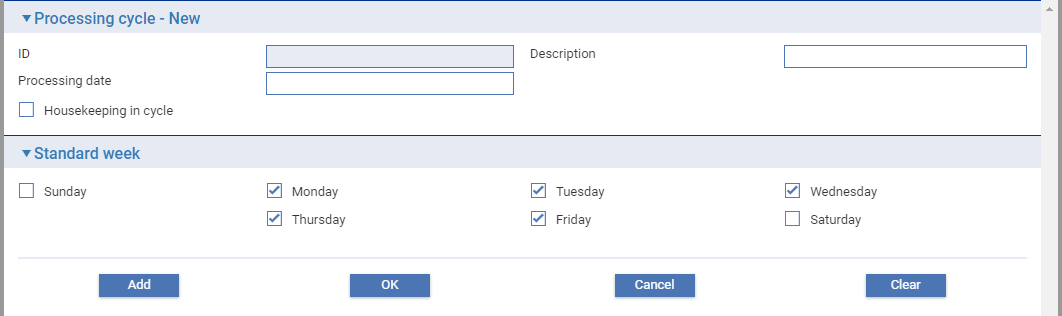 Processing cycle - New
ID Description
Processing date
Housekeeping in cycle
Standard week
Sunday Monday Tuesday Wednesday
Thursday Friday Saturday
Add OK Cancel Clear